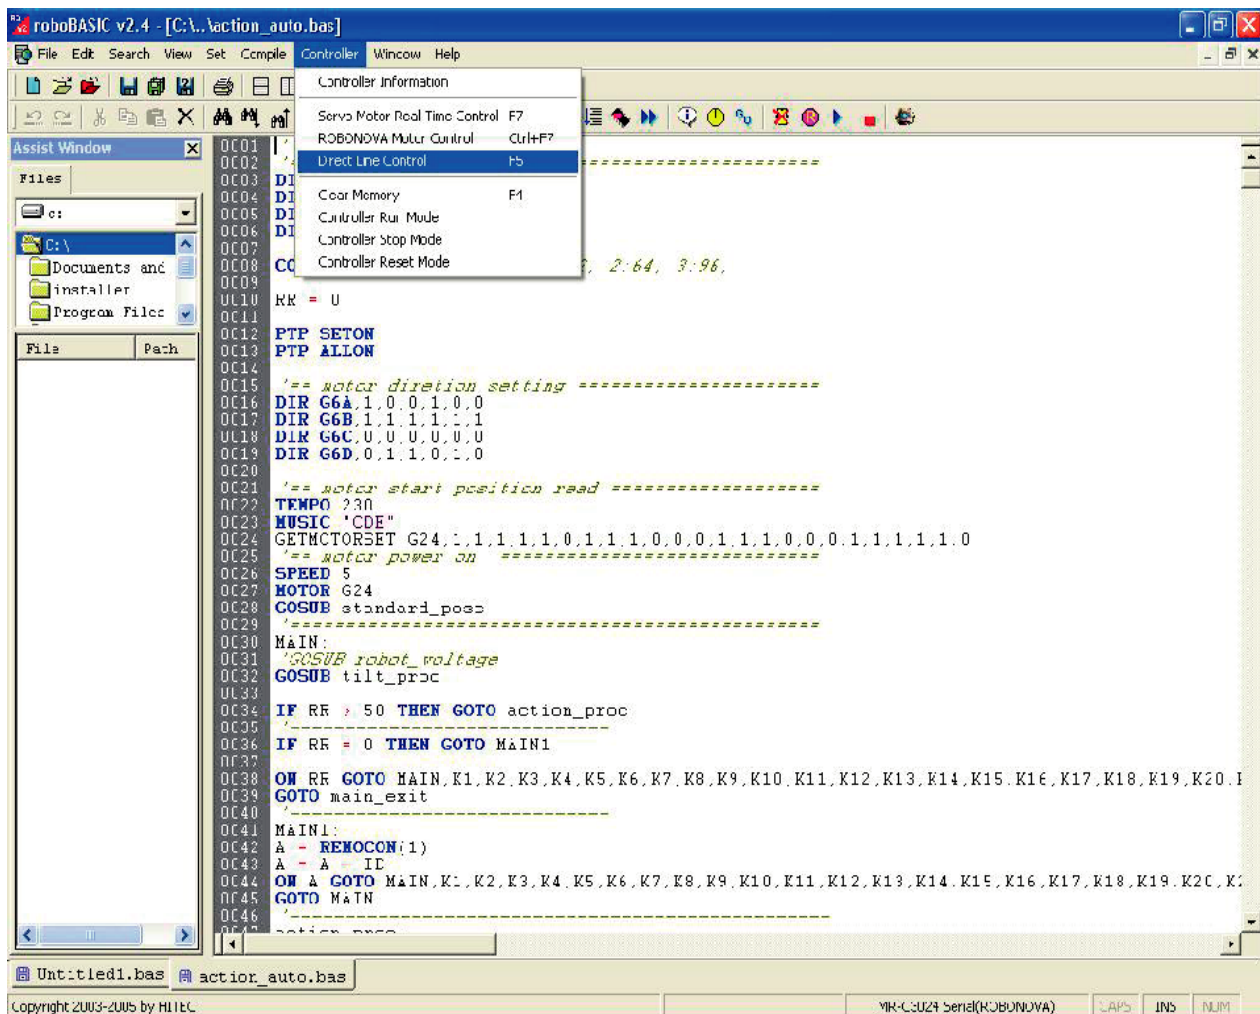 roboBASIC v2.4 - [C:\..\action_auto.bas]
File Edit Search View Set Compile Controller Window Help
Controller Information
Servo Motor Real Time Control F7
ROBONOVA Motor Control Ctrl+F7
Direct Line Control F5
Clear Memory F4
Controller Run Mode
Controller Stop Mode
Controller Reset Mode
Assist Window
Files
c:
C:\
Documents and
installer
Program Files
File Path
0001 '
0002
0003 DI
0004 DI
0005 DI
0006 DI
0007
0008 CO , 2:64, 3:96,
0009
0010 RR = 0
0011
0012 PTP SETON
0013 PTP ALLON
0014
0015 '== motor diretion setting ======================
0016 DIR G6A,1,0,0,1,0,0
0017 DIR G6B,1,1,1,1,1,1
0018 DIR G6C,0,0,0,0,0,0
0019 DIR G6D,0,1,1,0,1,0
0020
0021 '== motor start position read ===================
0022 TEMPO 230
0023 MUSIC "CDE"
0024 GETMOTORSET G24,1,1,1,1,1,0,1,1,1,0,0,0,1,1,1,0,0,0,1,1,1,1,1,0
0025 '== motor power on =============================
0026 SPEED 5
0027 MOTOR G24
0028 GOSUB standard_pose
0029 '================================================
0030 MAIN:
0031 'GOSUB robot_voltage
0032 GOSUB tilt_proc
0033
0034 IF RR > 50 THEN GOTO action_proc
0035 '-----------------------------
0036 IF RR = 0 THEN GOTO MAIN1
0037
0038 ON RR GOTO MAIN,K1,K2,K3,K4,K5,K6,K7,K8,K9,K10,K11,K12,K13,K14,K15,K16,K17,K18,K19,K20,K
0039 GOTO main_exit
0040 '-----------------------------
0041 MAIN1:
0042 A = REMOCON(1)
0043 A = A - ID
0044 ON A GOTO MAIN,K1,K2,K3,K4,K5,K6,K7,K8,K9,K10,K11,K12,K13,K14,K15,K16,K17,K18,K19,K20,K2
0045 GOTO MAIN
0046 '-------------------------------------------------
0047 action_proc
Untitled1.bas action_auto.bas
Copyright 2003-2005 by HITEC MR-C3024 Serial(ROBONOVA) CAPS INS NUM